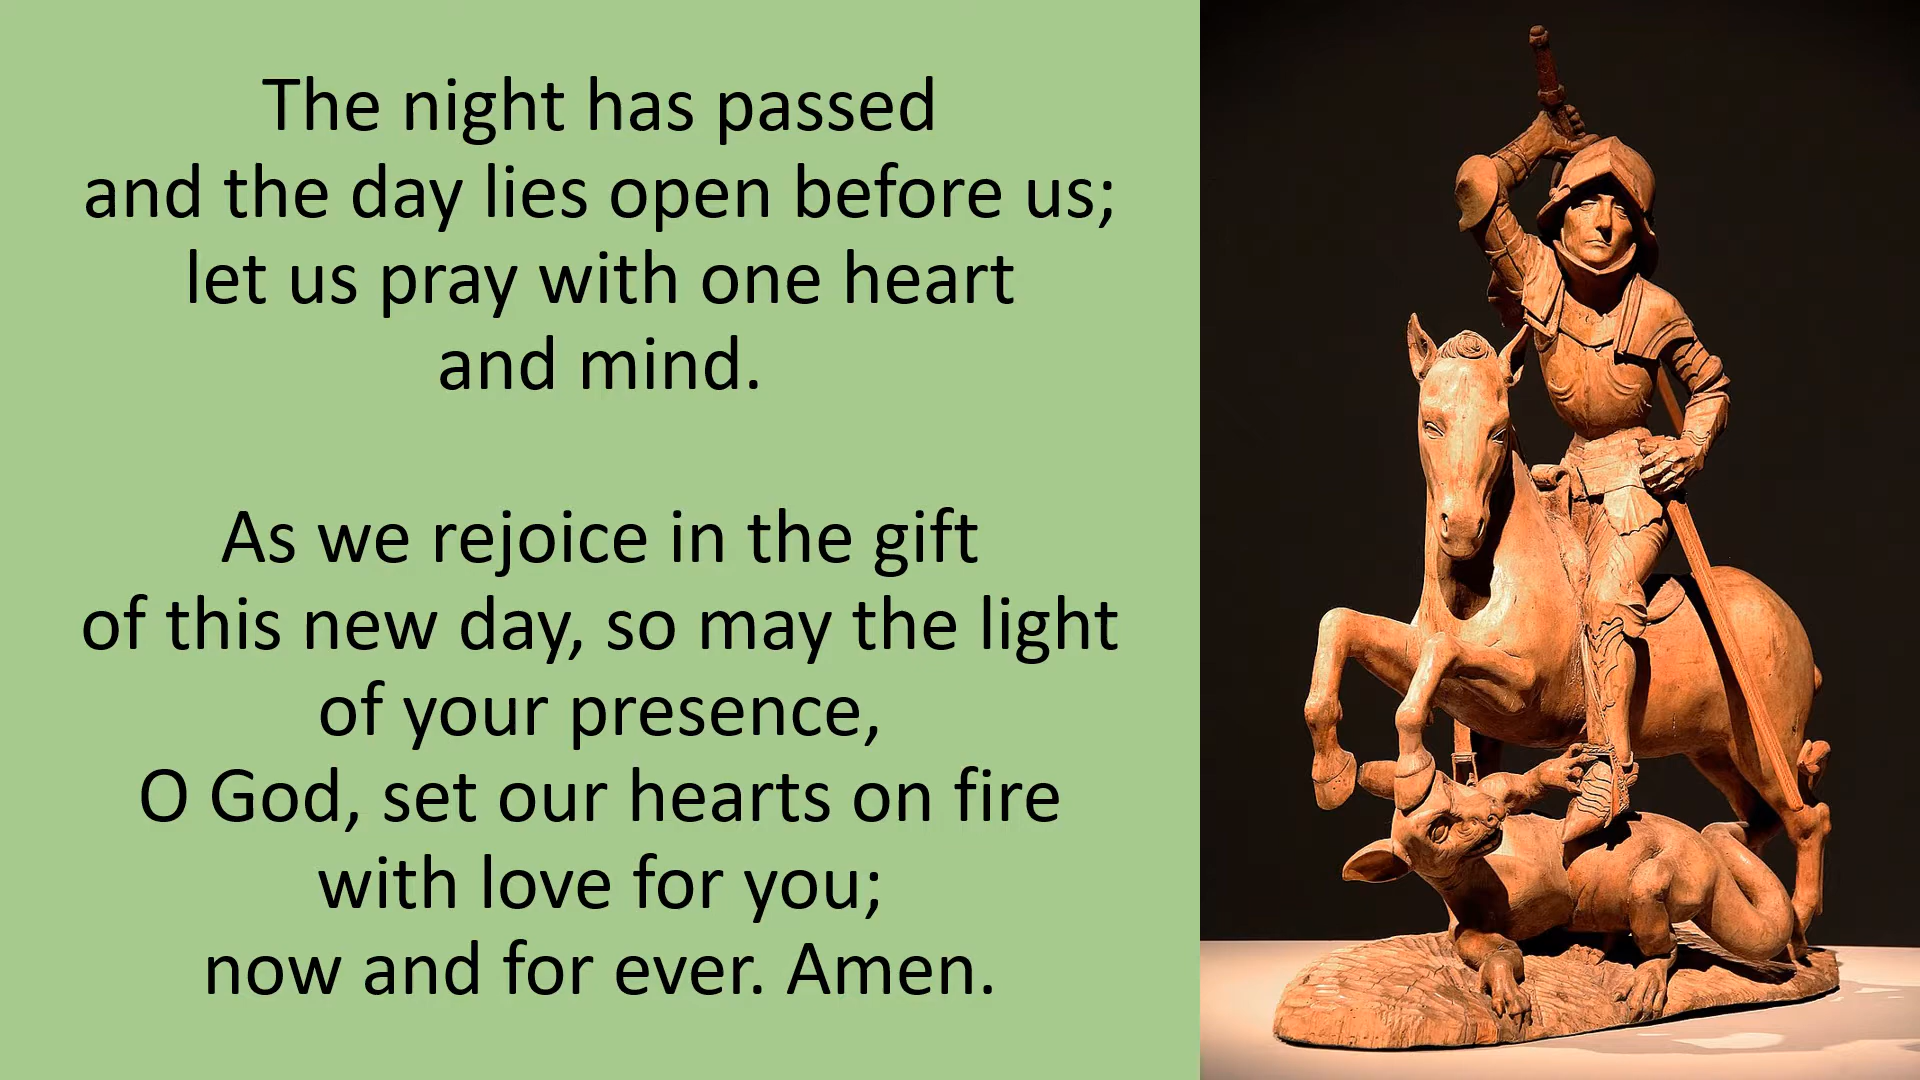 The night has passed
and the day lies open before us;
let us pray with one heart
and mind.
As we rejoice in the gift
of this new day, so may the light
of your presence,
O God, set our hearts on fire
with love for you;
now and for ever. Amen.